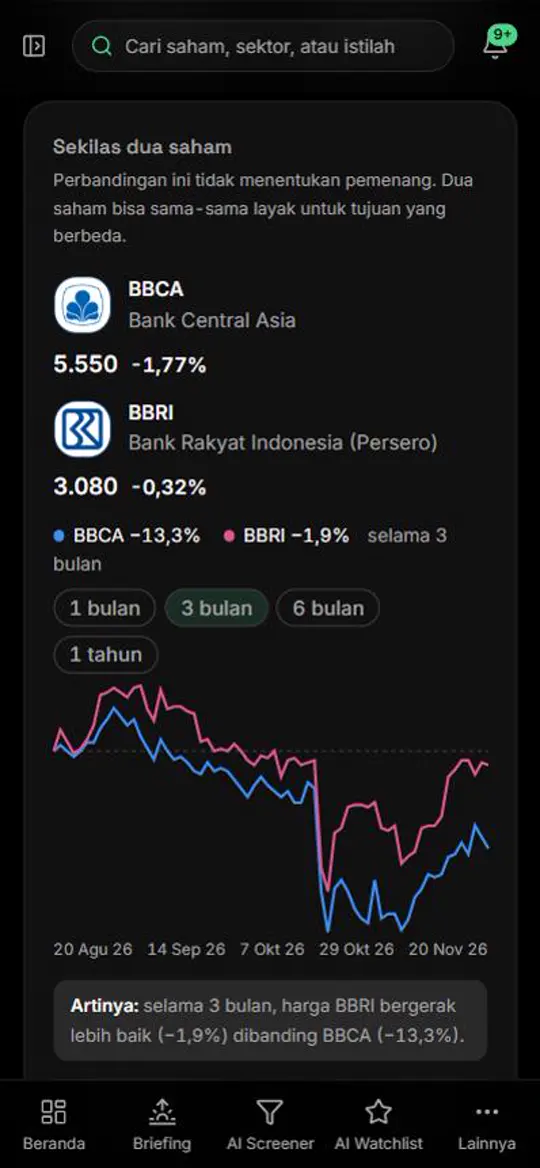 Cari saham, sektor, atau istilah
9+
Sekilas dua saham
Perbandingan ini tidak menentukan pemenang. Dua
saham bisa sama-sama layak untuk tujuan yang
berbeda.
BBCA
Bank Central Asia
5.550 -1,77%
BBRI
Bank Rakyat Indonesia (Persero)
3.080 -0,32%
BBCA −13,3% BBRI −1,9% selama 3
bulan
1 bulan 3 bulan 6 bulan
1 tahun
20 Agu 26 14 Sep 26 7 Okt 26 29 Okt 26 20 Nov 26
Artinya: selama 3 bulan, harga BBRI bergerak
lebih baik (−1,9%) dibanding BBCA (−13,3%).
Beranda Briefing AI Screener AI Watchlist Lainnya